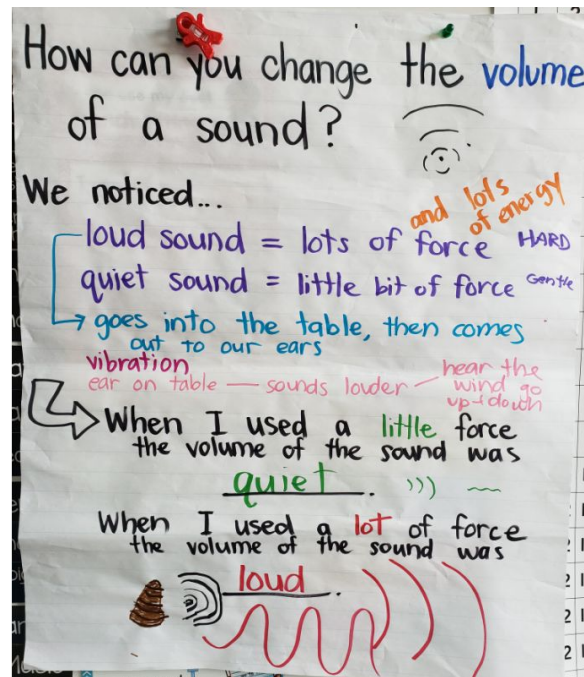 How can you change the volume
of a sound?
We noticed...
and lots
of energy
loud sound = lots of force HARD
quiet sound = little bit of force Gentle
goes into the table, then comes
out to our ears
vibration
ear on table — sounds louder — hear the
wind go
up + down
When I used a little force
the volume of the sound was
quiet.
When I used a lot of force
the volume of the sound was
loud.